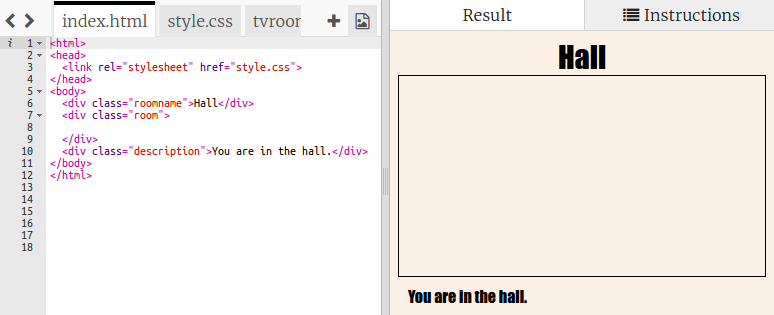 index.html style.css tvroor
i 1 <html>
2 <head>
3   <link rel="stylesheet" href="style.css">
4 </head>
5 <body>
6   <div class="roomname">Hall</div>
7   <div class="room">
8
9   </div>
10   <div class="description">You are in the hall.</div>
11 </body>
12 </html>
13
14
15
16
17
18
Result Instructions
Hall
You are in the hall.